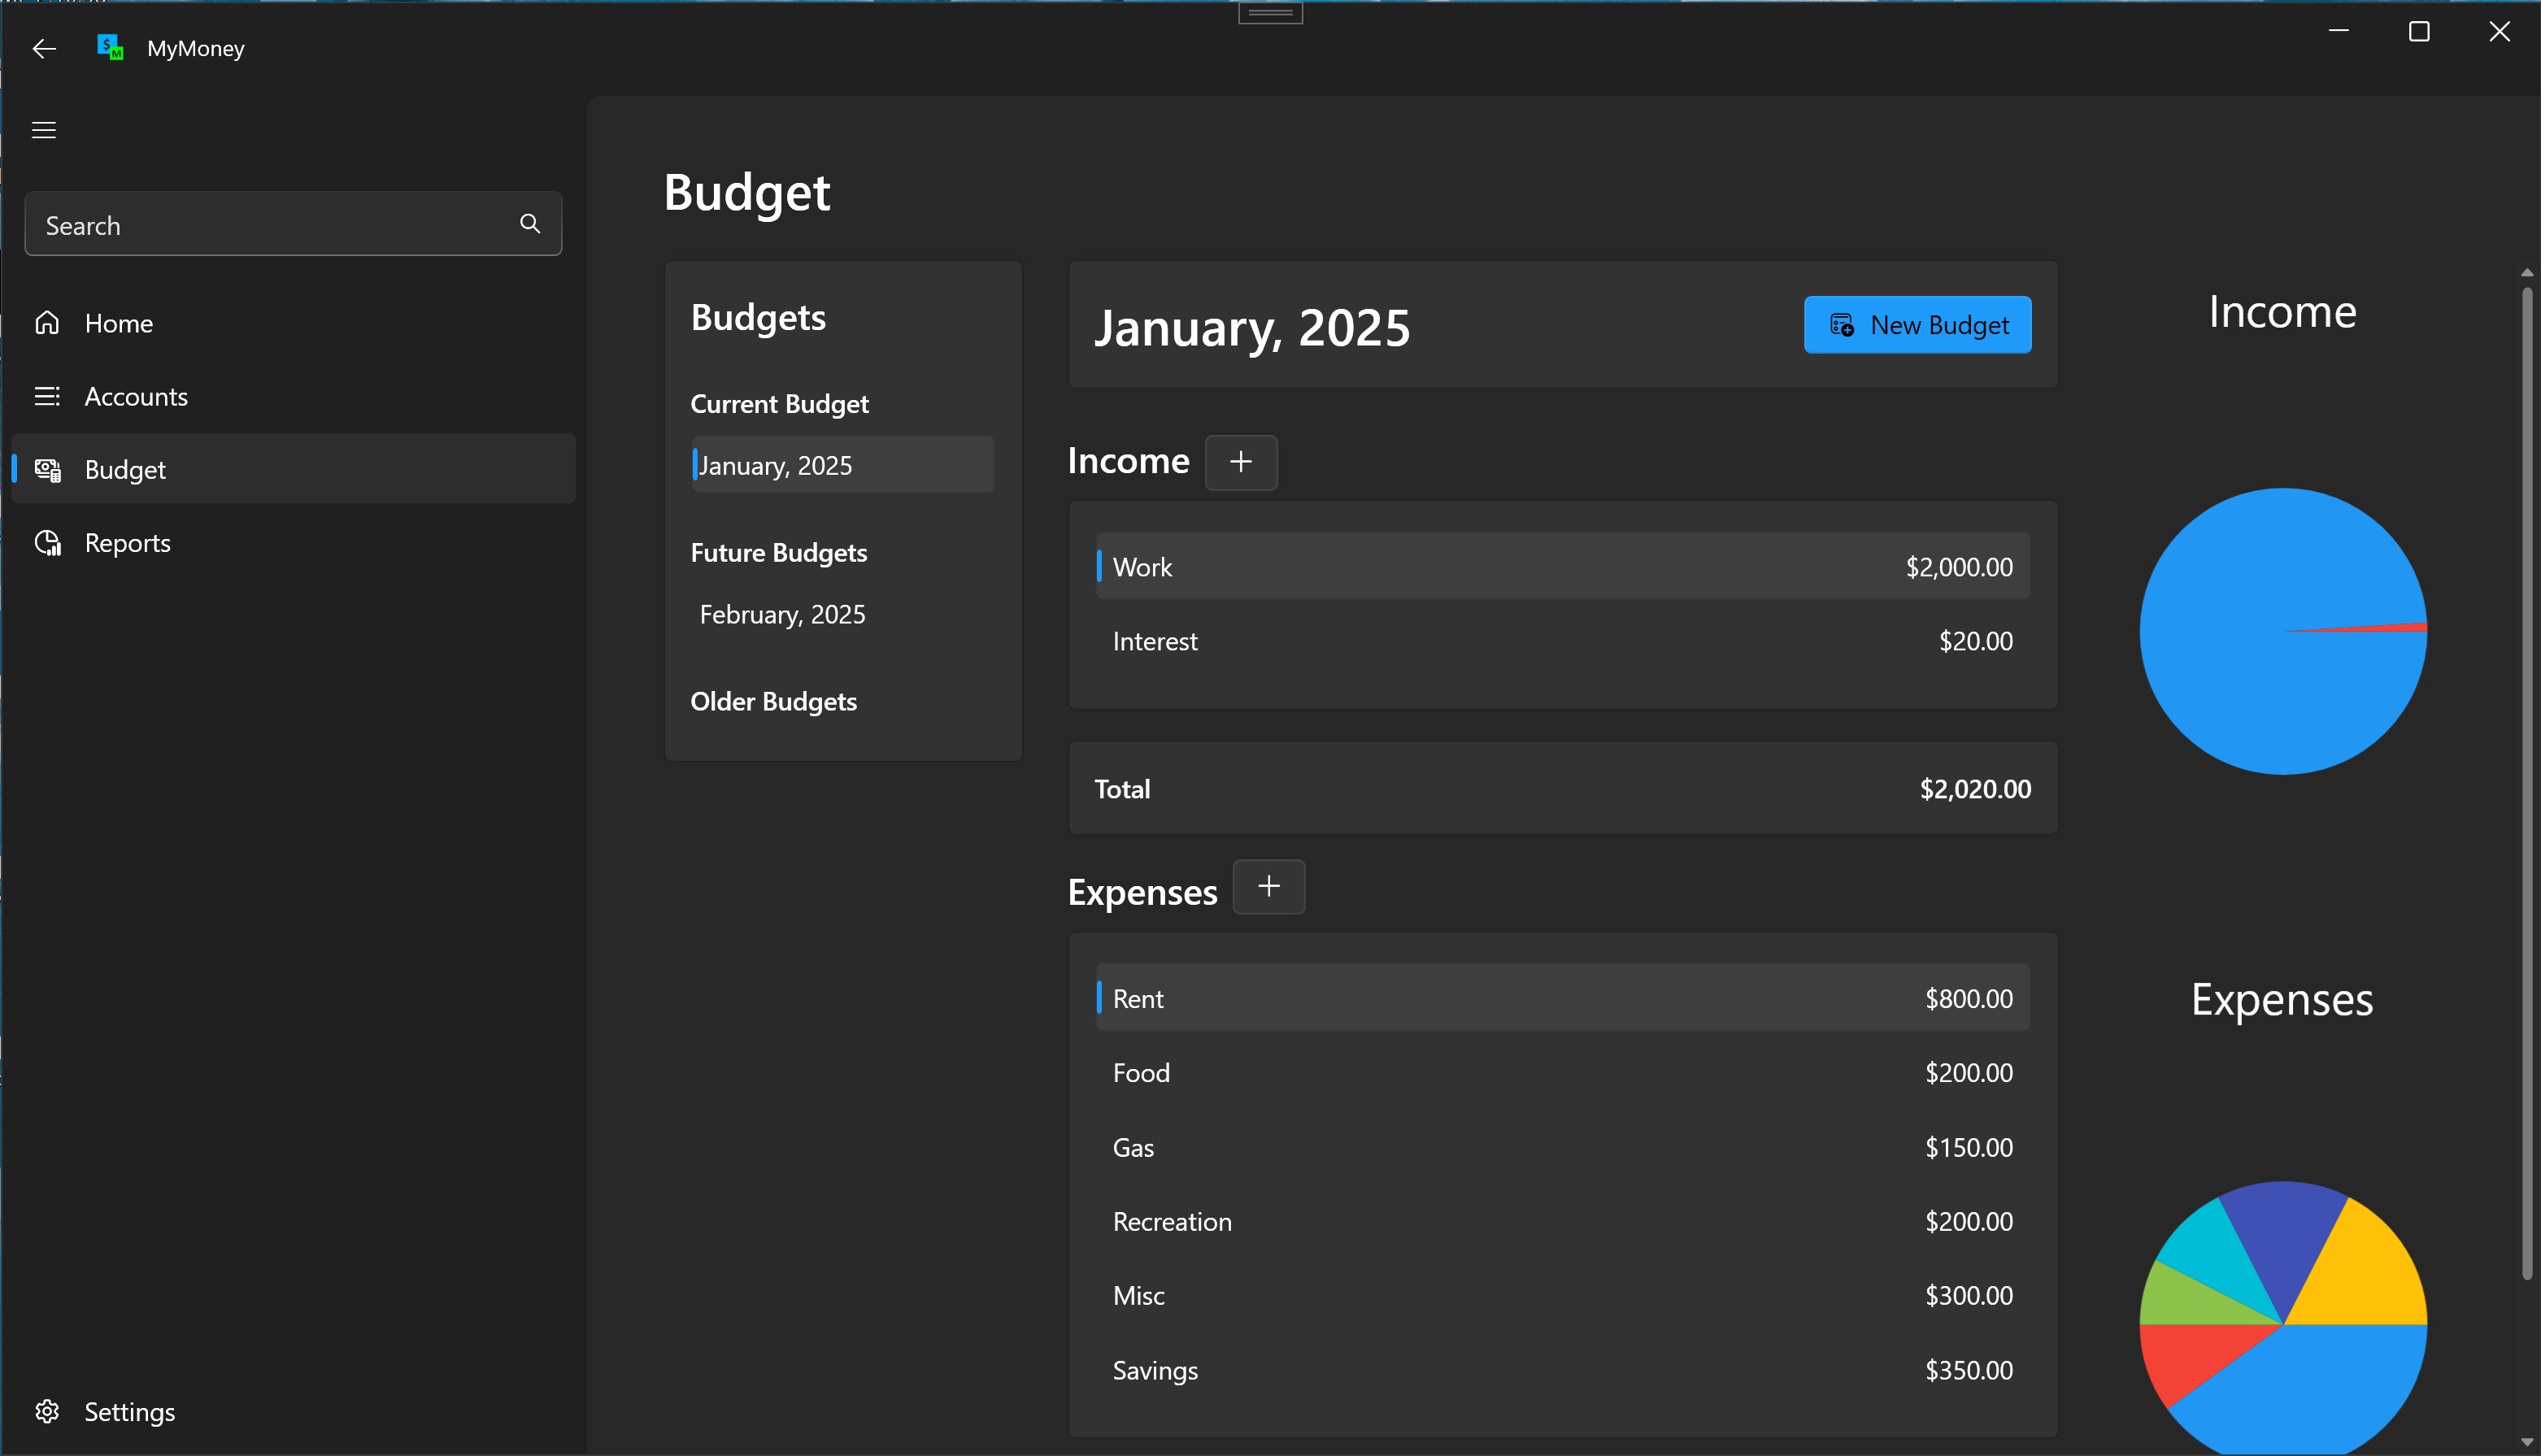 MyMoney
Search
Home
Accounts
Budget
Reports
Settings
Budget
Budgets
Current Budget
January, 2025
Future Budgets
February, 2025
Older Budgets
January, 2025
New Budget
Income
Work $2,000.00
Interest $20.00
Total $2,020.00
Expenses
Rent $800.00
Food $200.00
Gas $150.00
Recreation $200.00
Misc $300.00
Savings $350.00
Income
Expenses